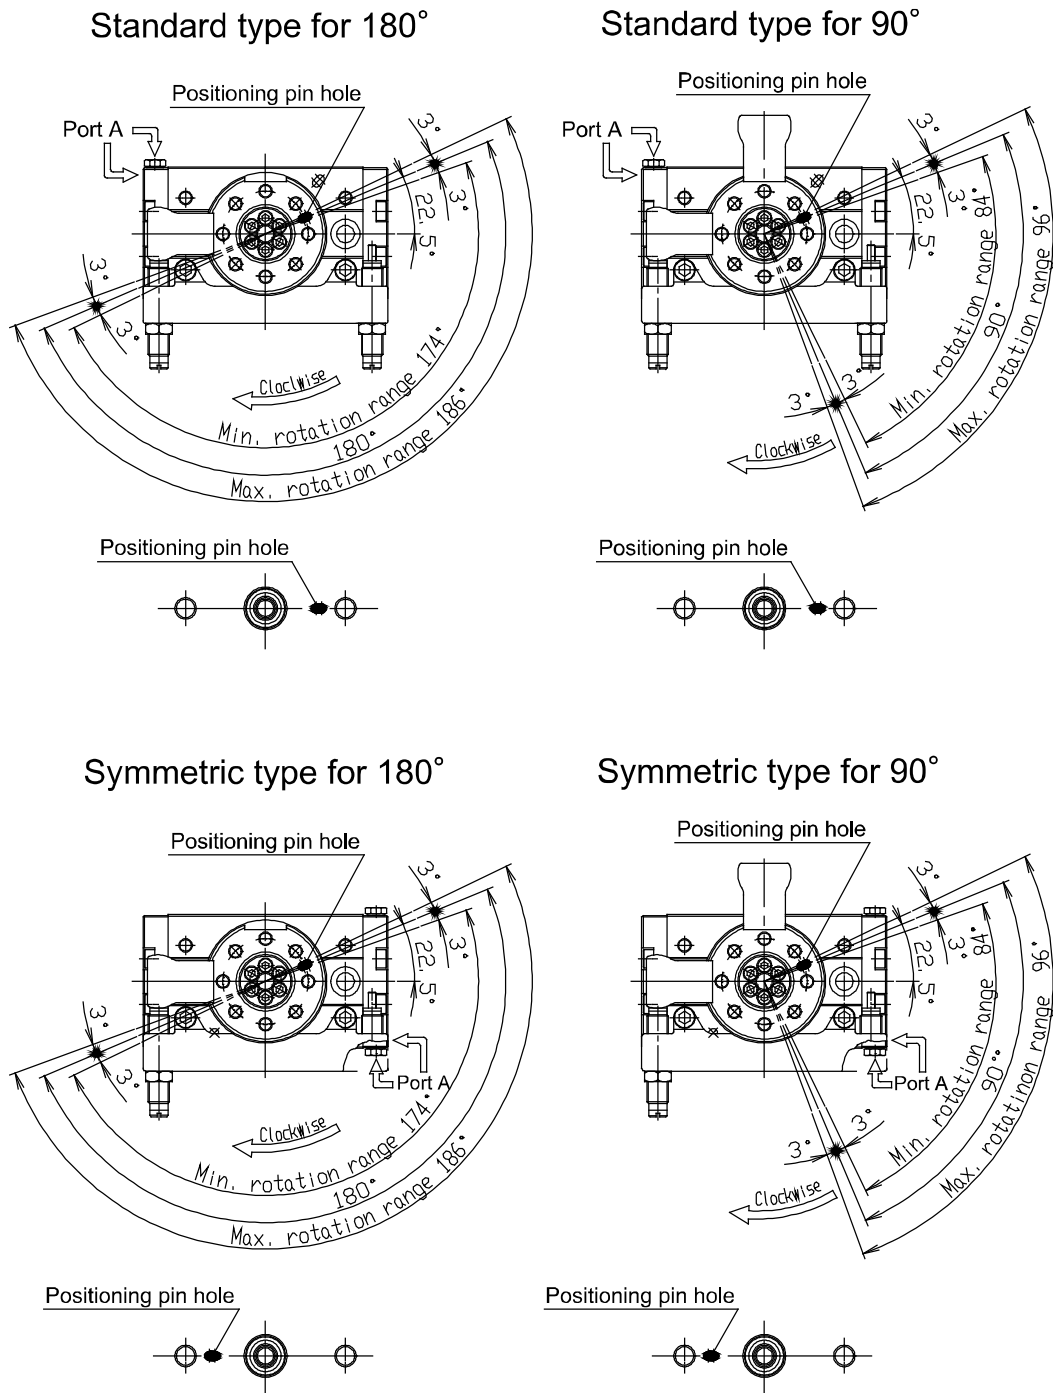 Standard type for 180°
Positioning pin hole
Port A
3°
3°
22.5°
3°
3°
Cloclwise
Min. rotation range 174°
180°
Max. rotation range 186°
Positioning pin hole
Standard type for 90°
Positioning pin hole
Port A
3°
3°
22.5°
3°
3°
Clockwise
Min. rotation range 84°
90°
Max. rotation range 96°
Positioning pin hole
Symmetric type for 180°
Positioning pin hole
3°
3°
22.5°
3°
3°
Port A
Clockwise
Min. rotation range 174°
180°
Max. rotation range 186°
Positioning pin hole
Symmetric type for 90°
Positioning pin hole
3°
3°
22.5°
Port A
3°
3°
Clockwise
Min. rotation range 84°
90°°
Max. rotatinon range 96°
Positioning pin hole